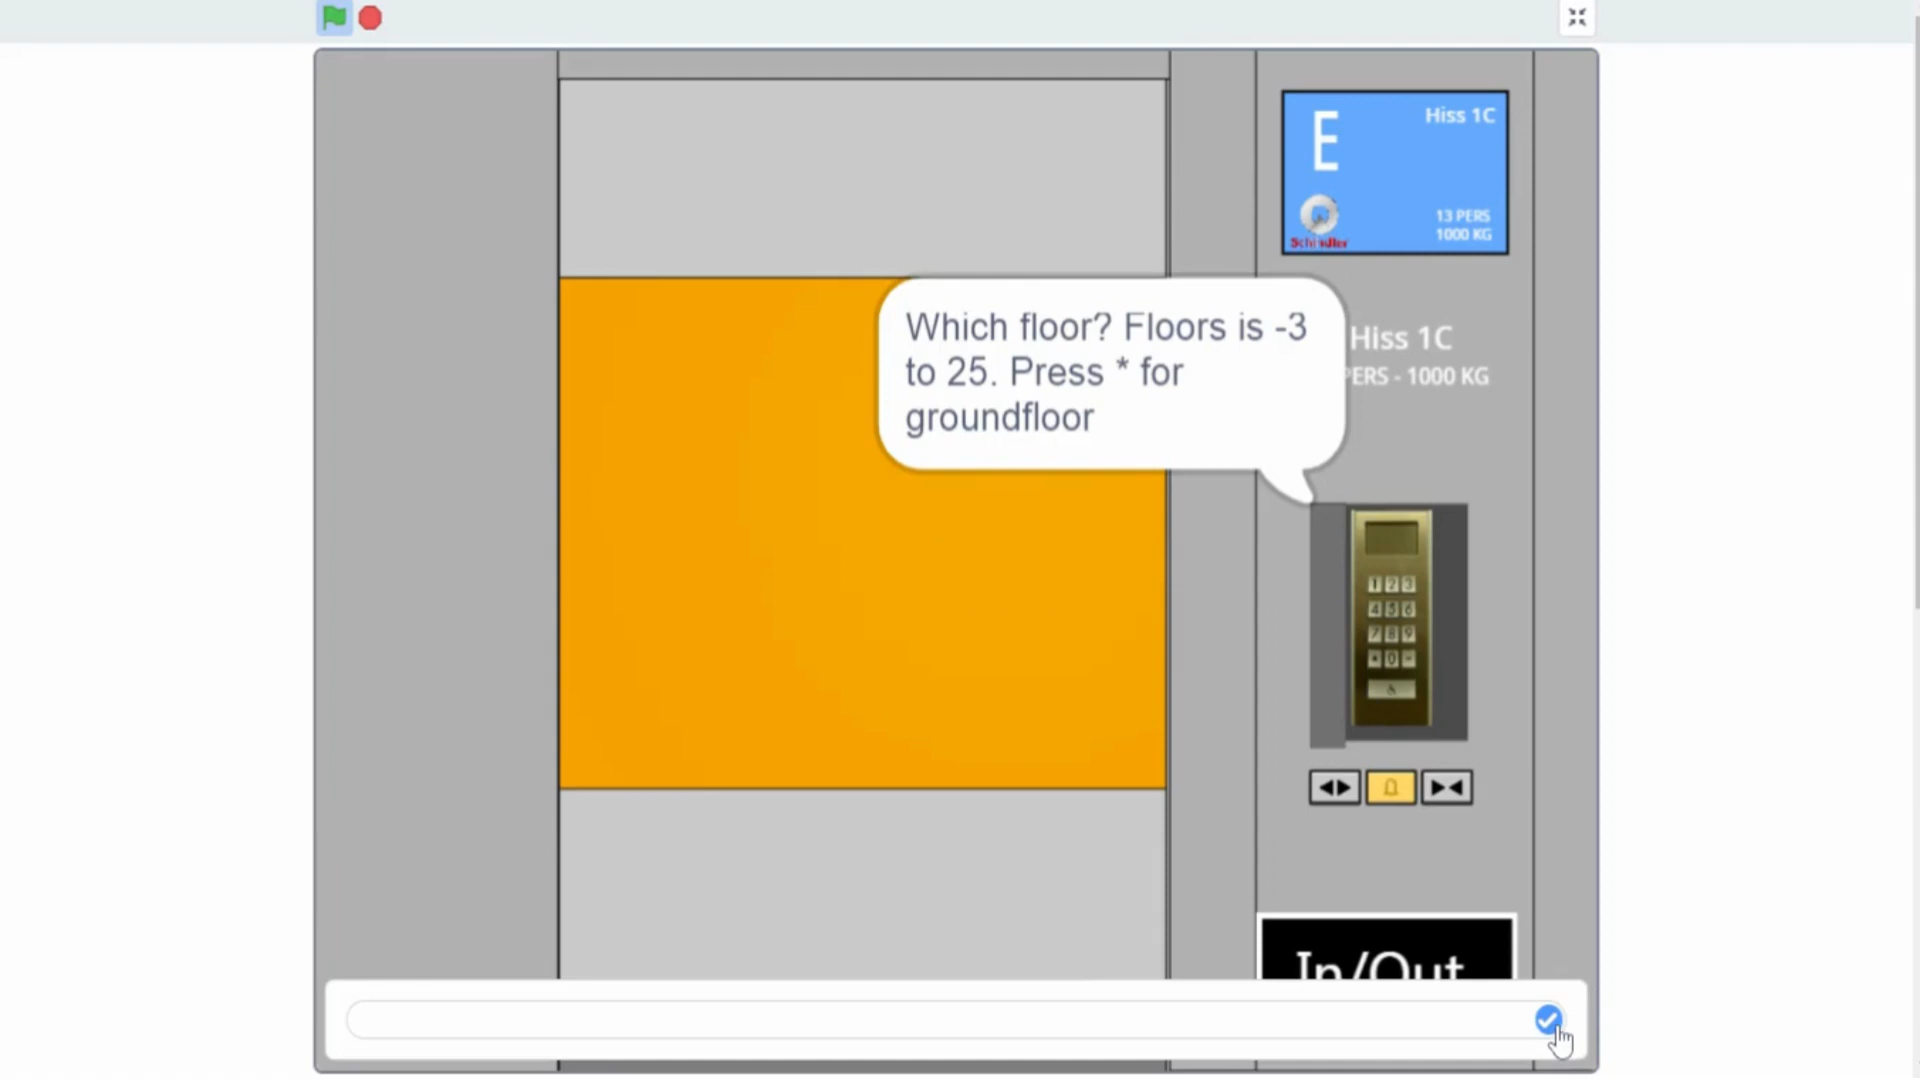 E
Hiss 1C
Schindler
13 PERS
1000 KG
Which floor? Floors is -3
to 25. Press * for
groundfloor
Hiss 1C
PERS - 1000 KG
1 2 3
4 5 6
7 8 9
* 0 -
In/Out